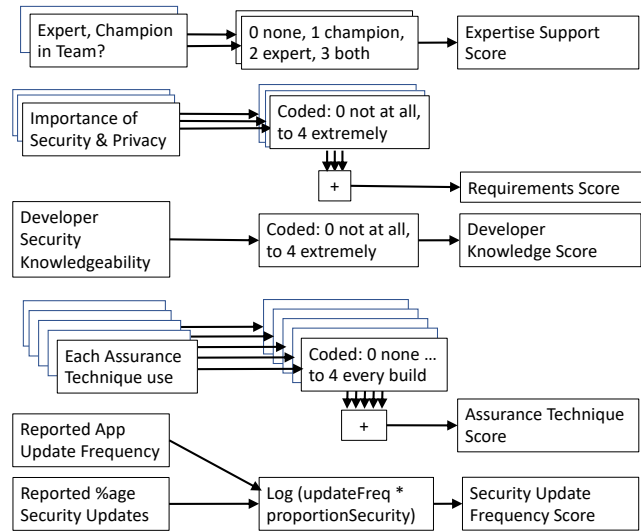 Expert, Champion
in Team?
0 none, 1 champion,
2 expert, 3 both
Expertise Support
Score
Importance of
Security & Privacy
Coded: 0 not at all,
to 4 extremely
+
Requirements Score
Developer
Security
Knowledgeability
Coded: 0 not at all,
to 4 extremely
Developer
Knowledge Score
Each Assurance
Technique use
Coded: 0 none ...
to 4 every build
+
Assurance Technique
Score
Reported App
Update Frequency
Reported %age
Security Updates
Log (updateFreq *
proportionSecurity)
Security Update
Frequency Score